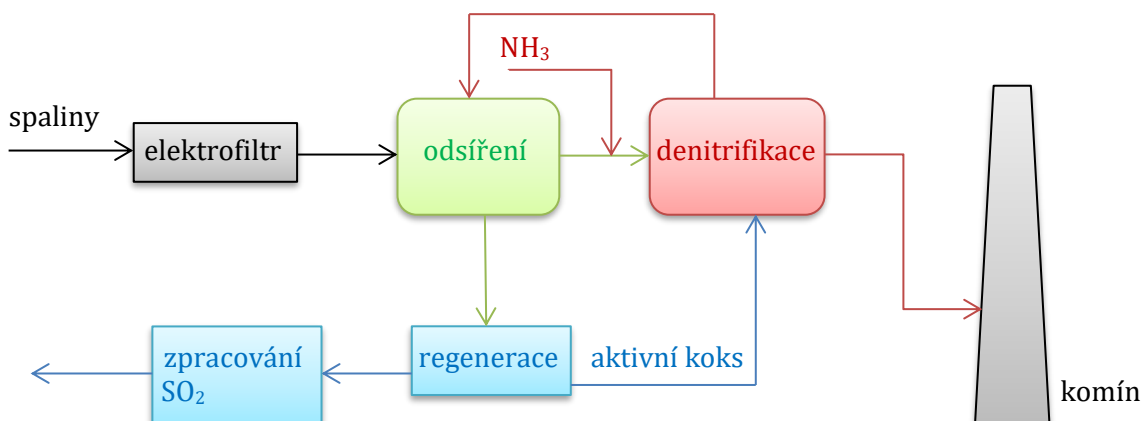 NH₃
spaliny
elektrofiltr
odsíření
denitrifikace
zpracování
SO₂
regenerace
aktivní koks
komín